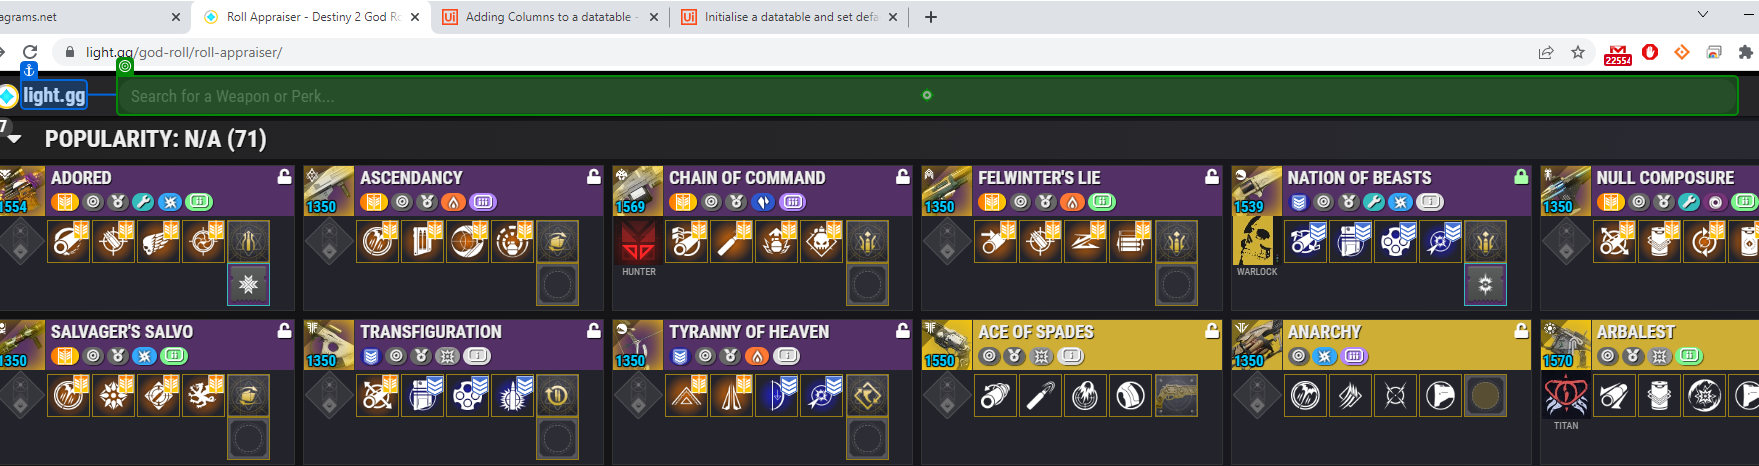 agrams.net
Roll Appraiser - Destiny 2 God Ro
Adding Columns to a datatable -
Initialise a datatable and set defa
light.gg/god-roll/roll-appraiser/
22554
light.gg
Search for a Weapon or Perk...
7
POPULARITY: N/A (71)
ADORED
1554
ASCENDANCY
1350
CHAIN OF COMMAND
1569
HUNTER
FELWINTER'S LIE
1350
NATION OF BEASTS
1539
WARLOCK
NULL COMPOSURE
1350
SALVAGER'S SALVO
1350
TRANSFIGURATION
1350
TYRANNY OF HEAVEN
1350
ACE OF SPADES
1550
ANARCHY
1350
ARBALEST
1570
TITAN